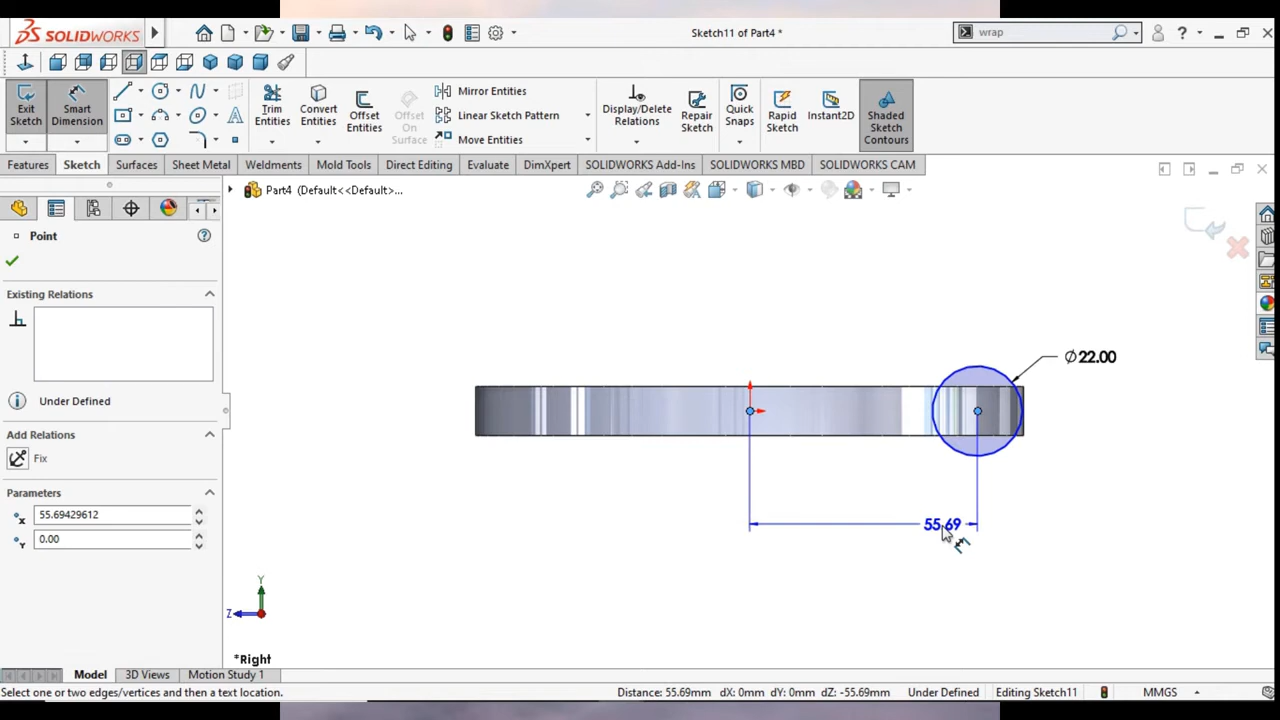 SOLIDWORKS
Sketch11 of Part4 *
wrap
?
Exit Sketch
Smart Dimension
Trim Entities
Convert Entities
Offset Entities
Offset On Surface
Mirror Entities
Linear Sketch Pattern
Move Entities
Display/Delete Relations
Repair Sketch
Quick Snaps
Rapid Sketch
Instant2D
Shaded Sketch Contours
Features
Sketch
Surfaces
Sheet Metal
Weldments
Mold Tools
Direct Editing
Evaluate
DimXpert
SOLIDWORKS Add-Ins
SOLIDWORKS MBD
SOLIDWORKS CAM
Part4 (Default<<Default>...
Point
Existing Relations
Under Defined
Add Relations
Fix
Parameters
X 55.69429612
Y 0.00
Ø22.00
55.69
Y
Z
*Right
Model
3D Views
Motion Study 1
Select one or two edges/vertices and then a text location.
Distance: 55.69mm dX: 0mm dY: 0mm dZ: -55.69mm
Under Defined
Editing Sketch11
MMGS